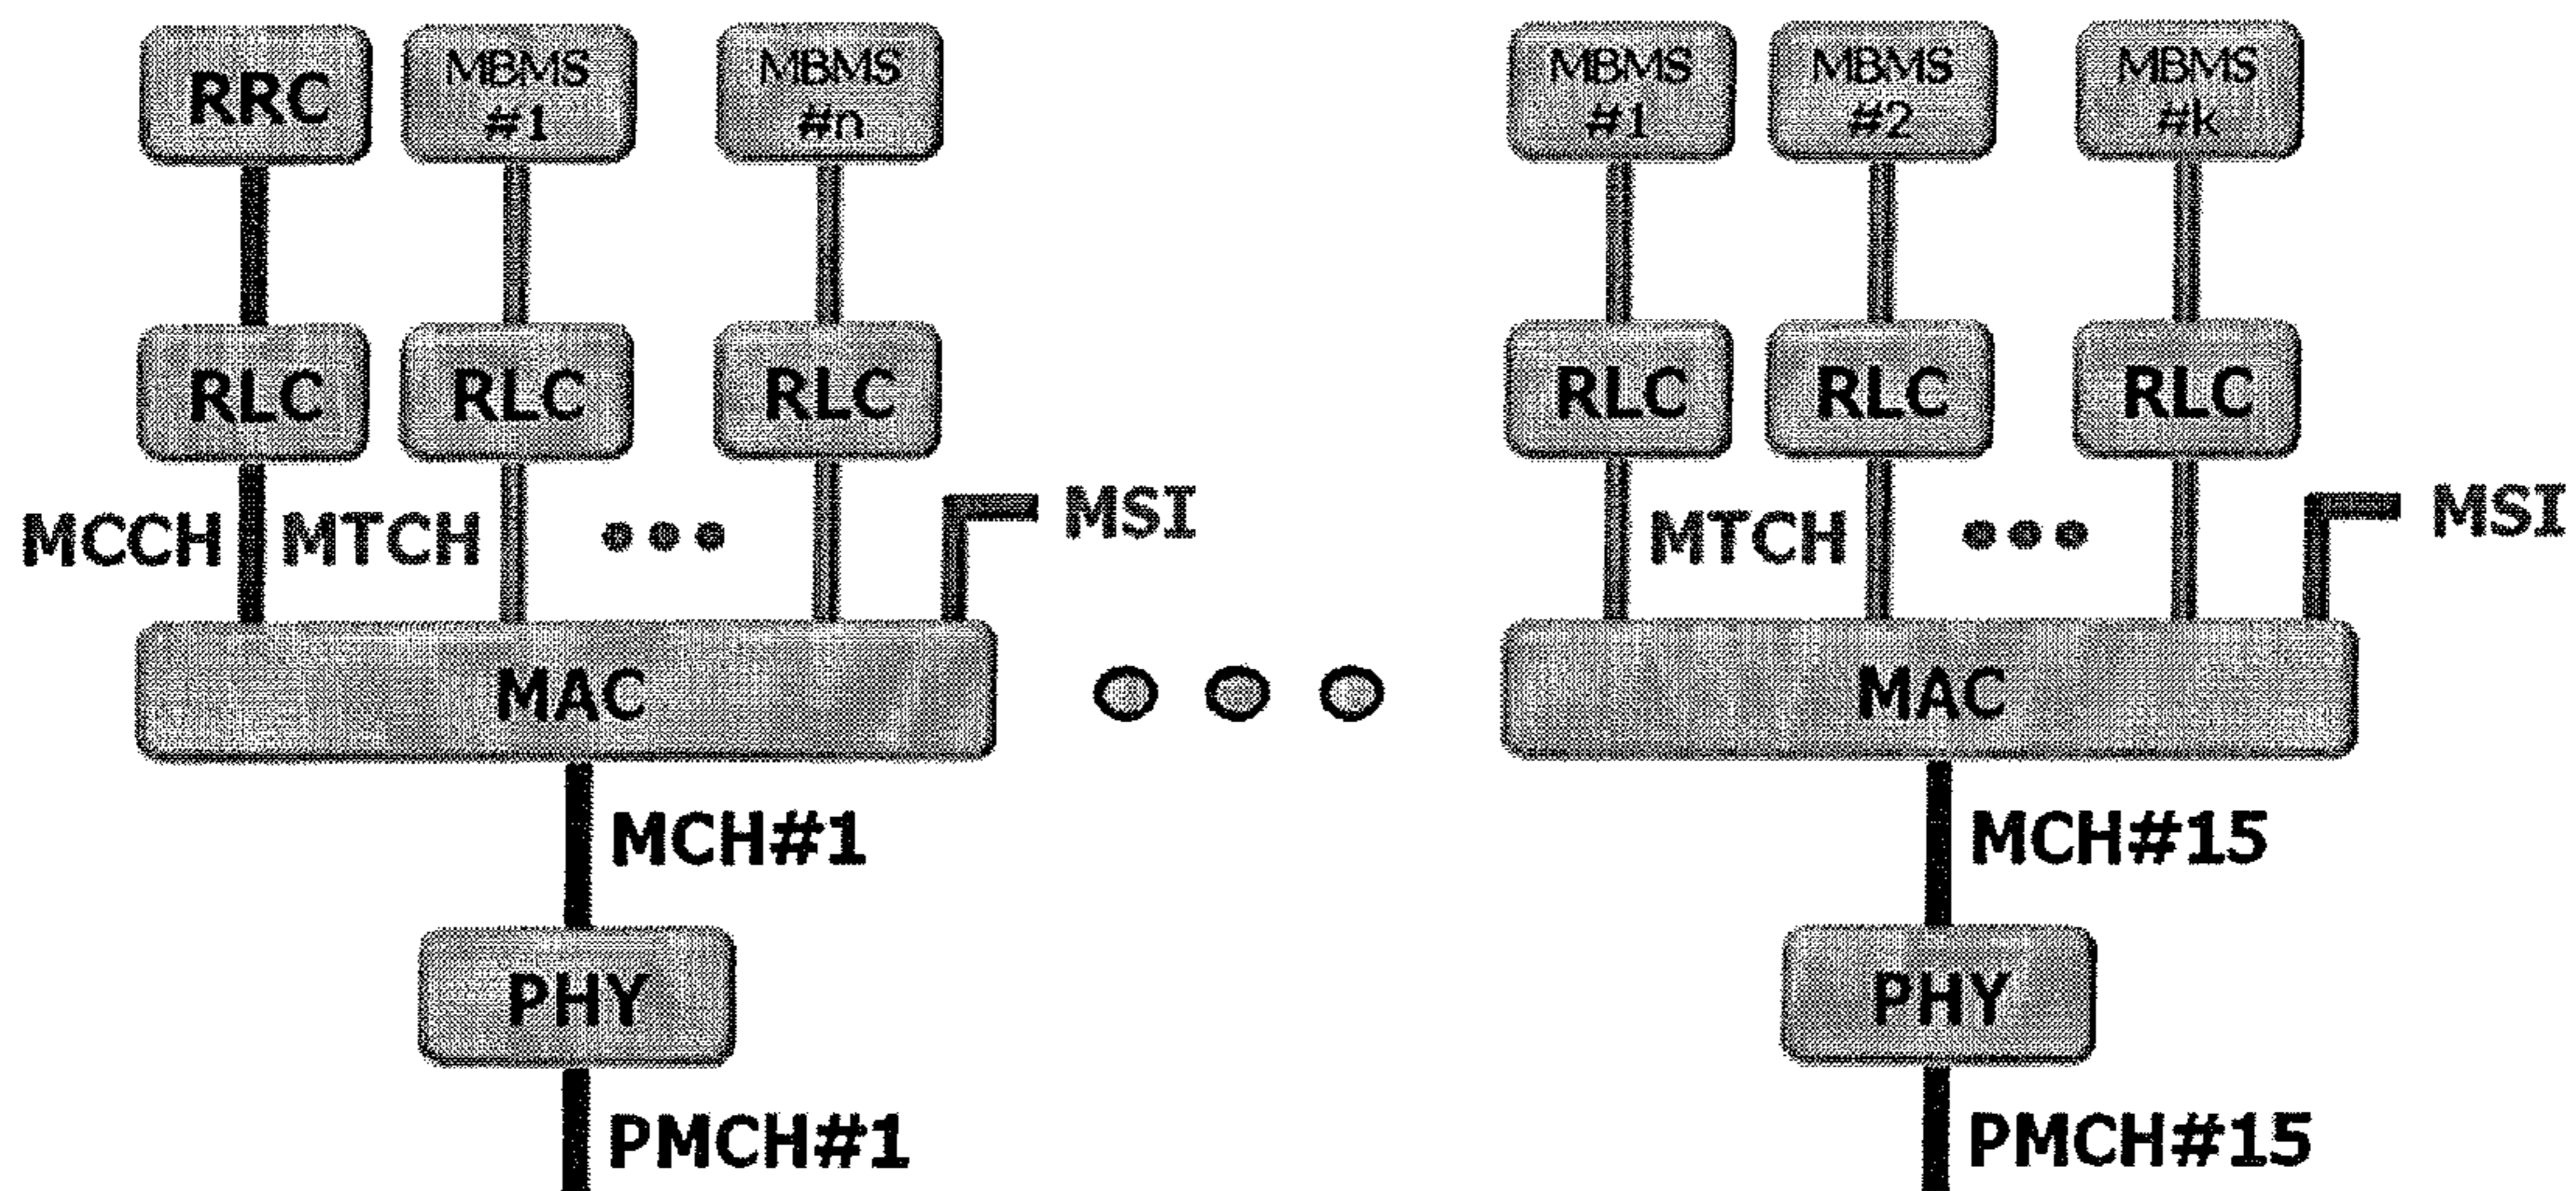 RRC
MBMS
#1
MBMS
#n
MBMS
#1
MBMS
#2
MBMS
#k
RLC
RLC
RLC
RLC
RLC
RLC
MCCH
MTCH
MSI
MTCH
MSI
MAC
MAC
MCH#1
MCH#15
PHY
PHY
PMCH#1
PMCH#15